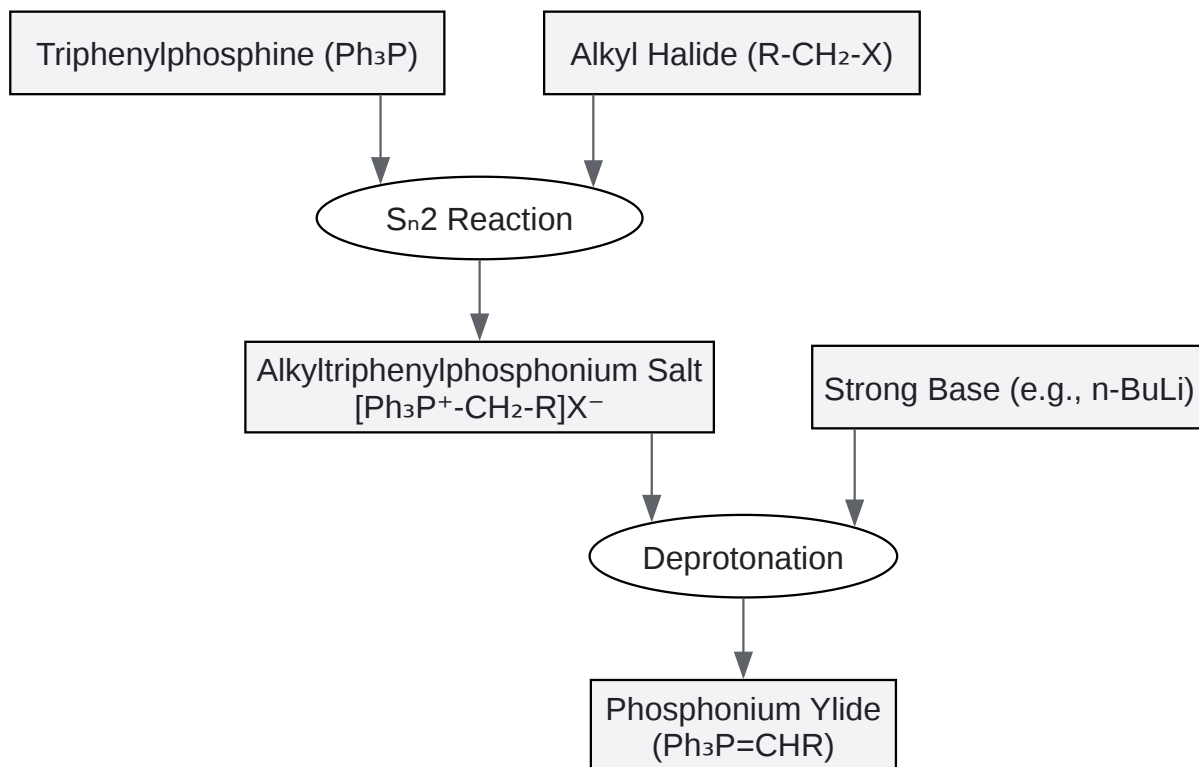 Triphenylphosphine (Ph₃P)
Alkyl Halide (R-CH₂-X)
Sₙ2 Reaction
Alkyltriphenylphosphonium Salt
[Ph₃P⁺-CH₂-R]X⁻
Strong Base (e.g., n-BuLi)
Deprotonation
Phosphonium Ylide
(Ph₃P=CHR)